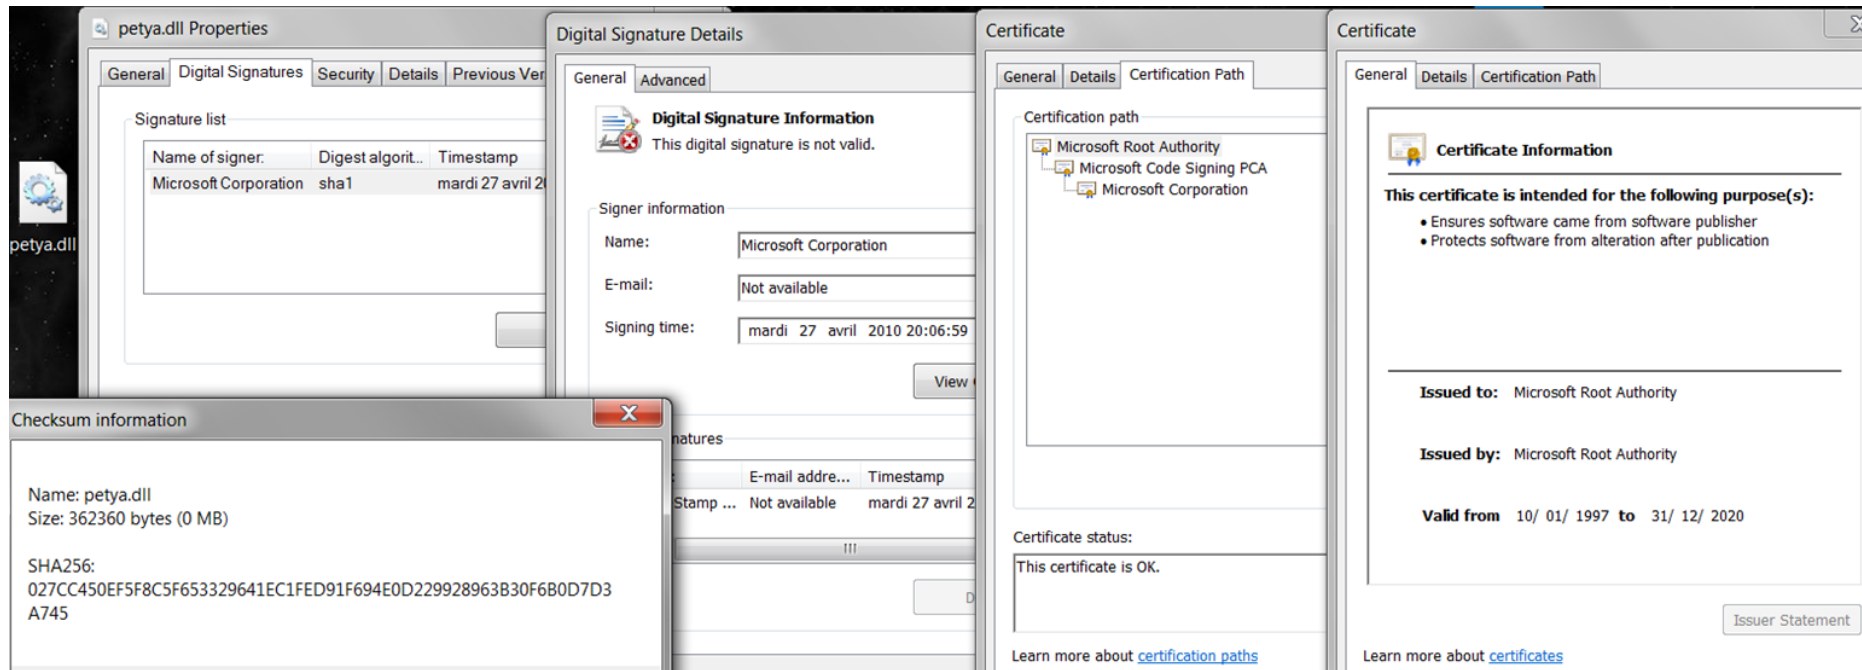 petya.dll
petya.dll Properties
General Digital Signatures Security Details Previous Ver
Signature list
Name of signer: Digest algorit... Timestamp
Microsoft Corporation sha1 mardi 27 avril 20
Digital Signature Details
General Advanced
Digital Signature Information
This digital signature is not valid.
Signer information
Name: Microsoft Corporation
E-mail: Not available
Signing time: mardi 27 avril 2010 20:06:59
View
natures
E-mail addre... Timestamp
Stamp ... Not available mardi 27 avril 2
D
Certificate
General Details Certification Path
Certification path
Microsoft Root Authority
Microsoft Code Signing PCA
Microsoft Corporation
Certificate status:
This certificate is OK.
Learn more about certification paths
Certificate
General Details Certification Path
Certificate Information
This certificate is intended for the following purpose(s):
• Ensures software came from software publisher
• Protects software from alteration after publication
Issued to: Microsoft Root Authority
Issued by: Microsoft Root Authority
Valid from 10/ 01/ 1997 to 31/ 12/ 2020
Issuer Statement
Learn more about certificates
Checksum information
Name: petya.dll
Size: 362360 bytes (0 MB)
SHA256:
027CC450EF5F8C5F653329641EC1FED91F694E0D229928963B30F6B0D7D3
A745